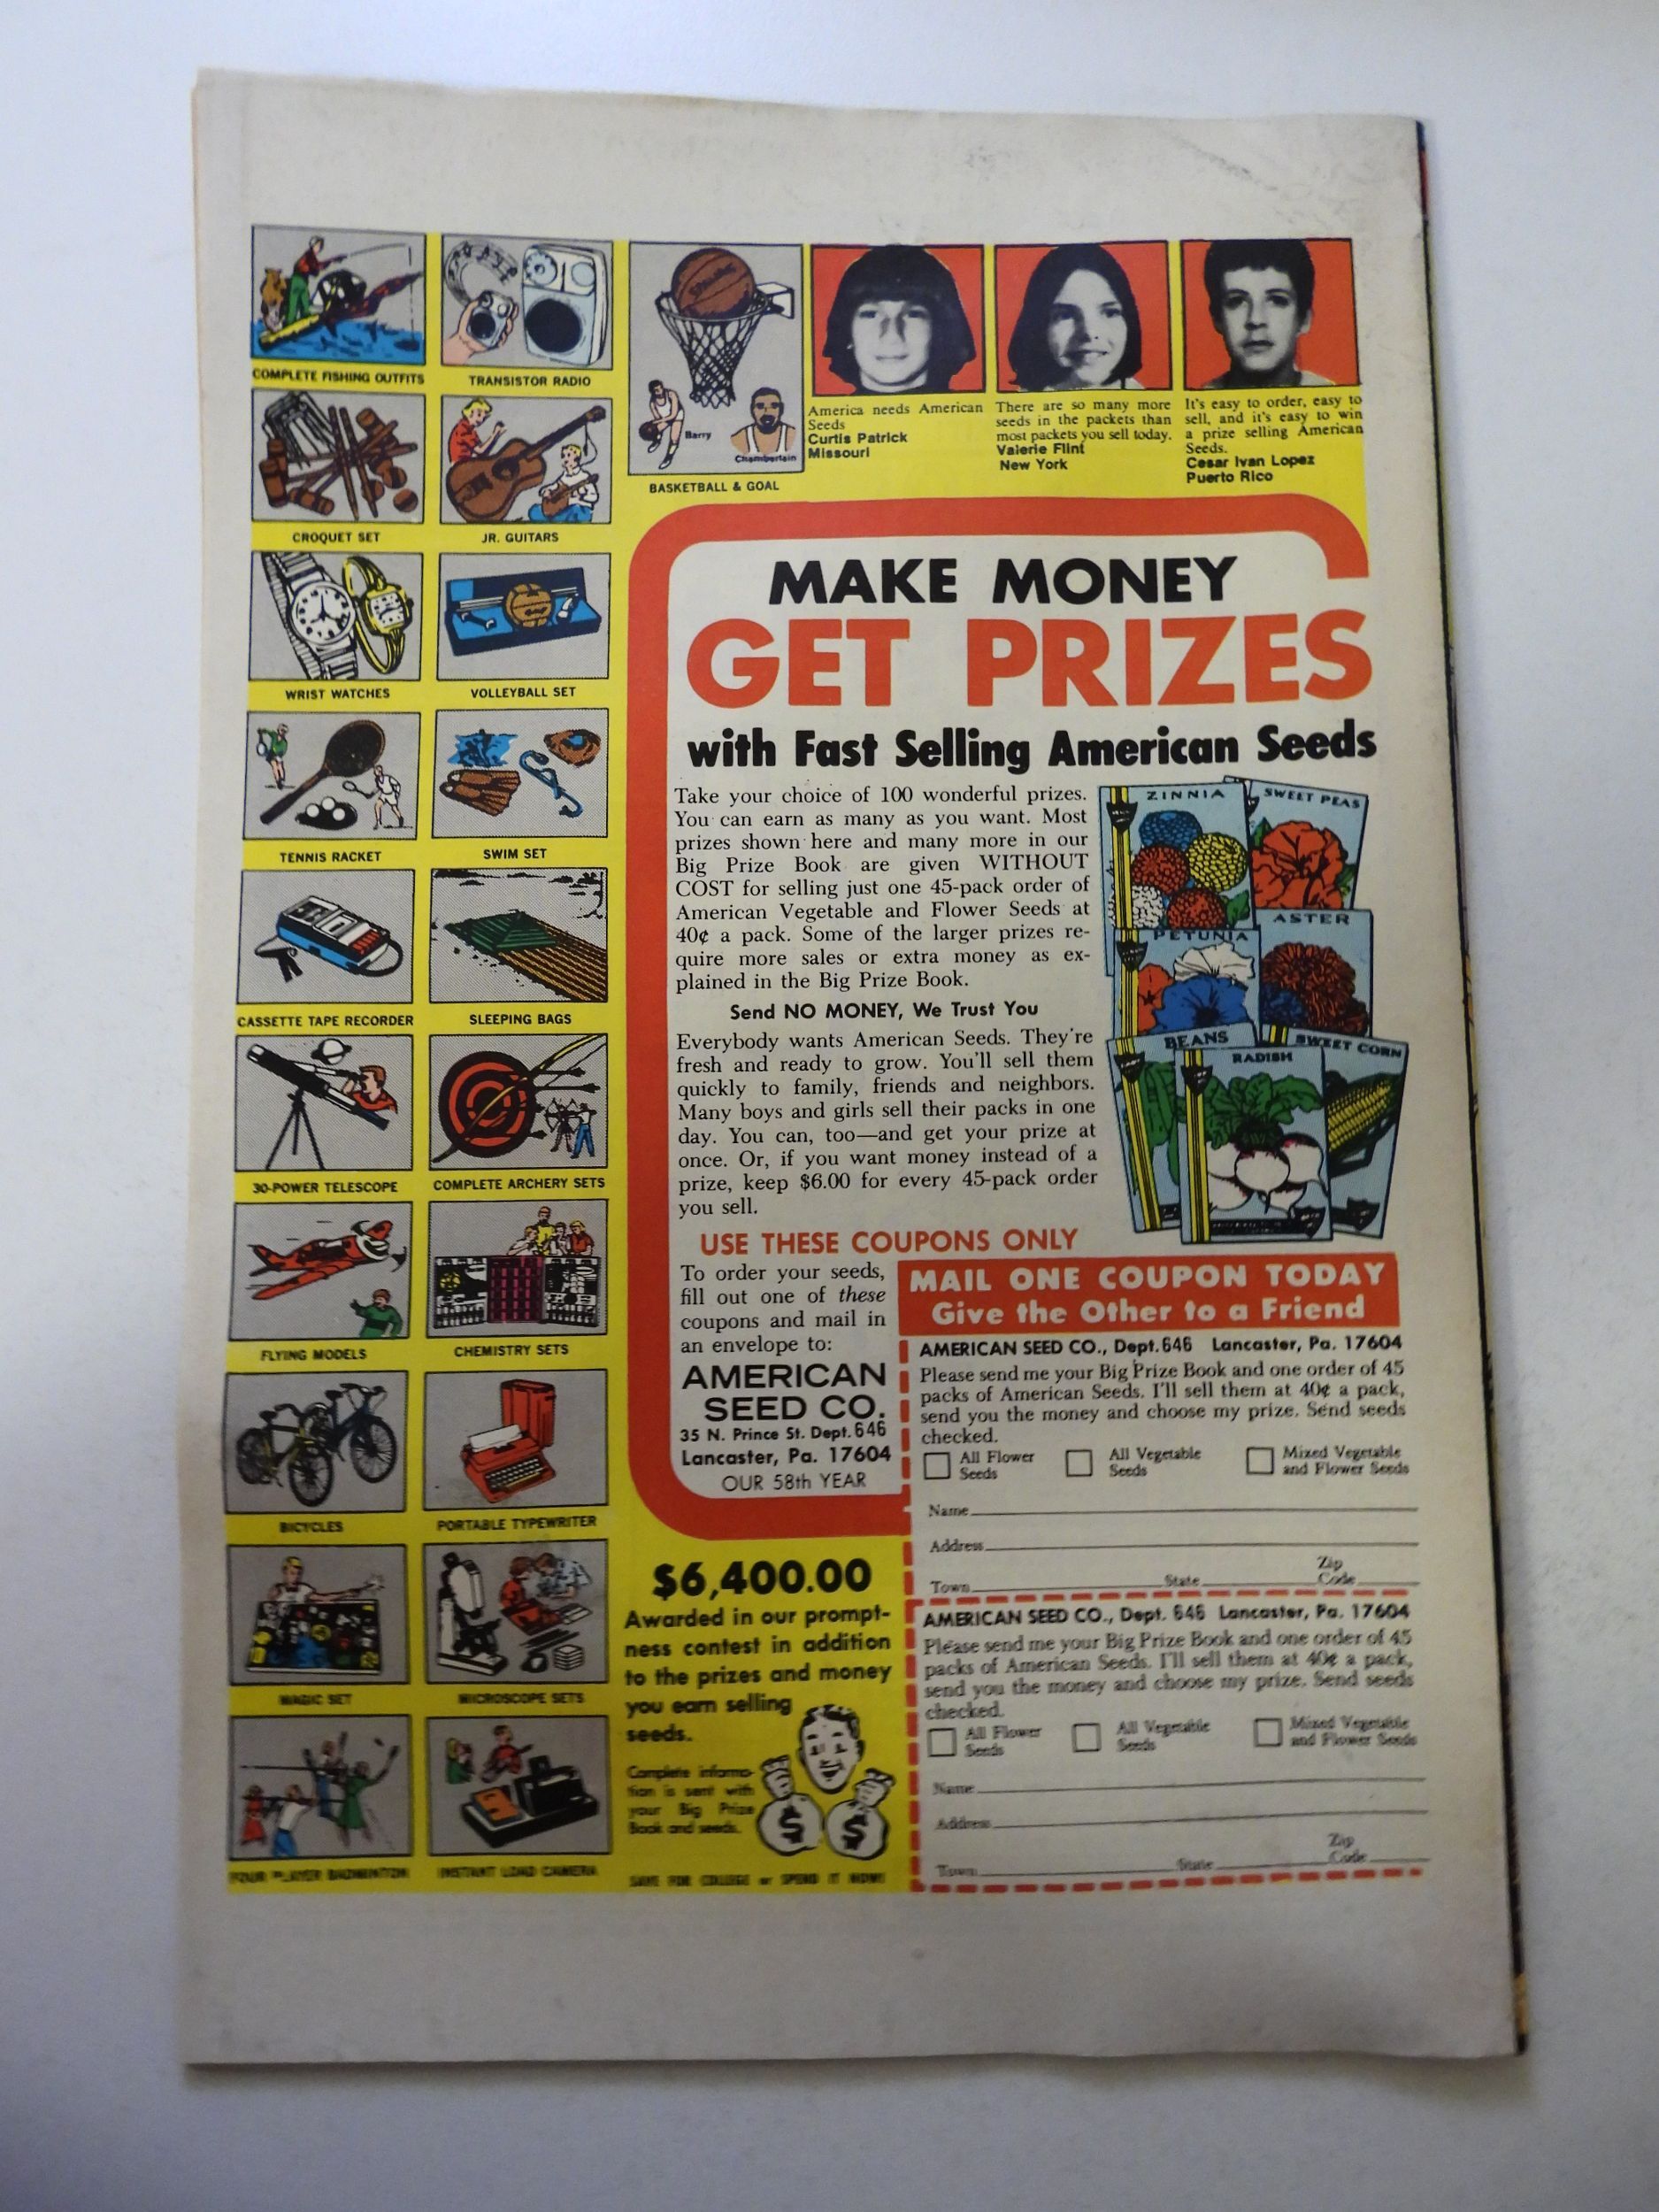 COMPLETE FISHING OUTFITS
TRANSISTOR RADIO
CROQUET SET
JR. GUITARS
WRIST WATCHES
VOLLEYBALL SET
TENNIS RACKET
SWIM SET
CASSETTE TAPE RECORDER
SLEEPING BAGS
30-POWER TELESCOPE
COMPLETE ARCHERY SETS
FLYING MODELS
CHEMISTRY SETS
BICYCLES
PORTABLE TYPEWRITER
MAGIC SET
MICROSCOPE SETS
FOUR PLAYER BADMINTON
INSTANT LOAD CAMERA
Spalding
Barry
Chamberlain
BASKETBALL & GOAL
America needs American
Seeds
Curtis Patrick
Missouri
There are so many more
seeds in the packets than
most packets you sell today.
Valerie Flint
New York
It's easy to order, easy to
sell, and it's easy to win
a prize selling American
Seeds.
Cesar Ivan Lopez
Puerto Rico
MAKE MONEY
GET PRIZES
with Fast Selling American Seeds
Take your choice of 100 wonderful prizes.
You can earn as many as you want. Most
prizes shown here and many more in our
Big Prize Book are given WITHOUT
COST for selling just one 45-pack order of
American Vegetable and Flower Seeds at
40¢ a pack. Some of the larger prizes re-
quire more sales or extra money as ex-
plained in the Big Prize Book.
Send NO MONEY, We Trust You
Everybody wants American Seeds. They're
fresh and ready to grow. You'll sell them
quickly to family, friends and neighbors.
Many boys and girls sell their packs in one
day. You can, too—and get your prize at
once. Or, if you want money instead of a
prize, keep $6.00 for every 45-pack order
you sell.
ZINNIA
SWEET PEAS
PETUNIA
ASTER
BEANS
RADISH
SWEET CORN
USE THESE COUPONS ONLY
To order your seeds,
fill out one of these
coupons and mail in
an envelope to:
AMERICAN
SEED CO.
35 N. Prince St. Dept. 646
Lancaster, Pa. 17604
OUR 58th YEAR
MAIL ONE COUPON TODAY
Give the Other to a Friend
AMERICAN SEED CO., Dept. 646 Lancaster, Pa. 17604
Please send me your Big Prize Book and one order of 45
packs of American Seeds. I'll sell them at 40¢ a pack,
send you the money and choose my prize. Send seeds
checked.
All Flower
Seeds
All Vegetable
Seeds
Mixed Vegetable
and Flower Seeds
Name
Address
Town State Zip Code
AMERICAN SEED CO., Dept. 646 Lancaster, Pa. 17604
Please send me your Big Prize Book and one order of 45
packs of American Seeds. I'll sell them at 40¢ a pack,
send you the money and choose my prize. Send seeds
checked.
All Flower
Seeds
All Vegetable
Seeds
Mixed Vegetable
and Flower Seeds
Name
Address
Town State Zip Code
$6,400.00
Awarded in our prompt-
ness contest in addition
to the prizes and money
you earn selling
seeds.
Complete informa-
tion is sent with
your Big Prize
Book and seeds.
$ $
SAVE FOR COLLEGE or SPEND IT NOW!